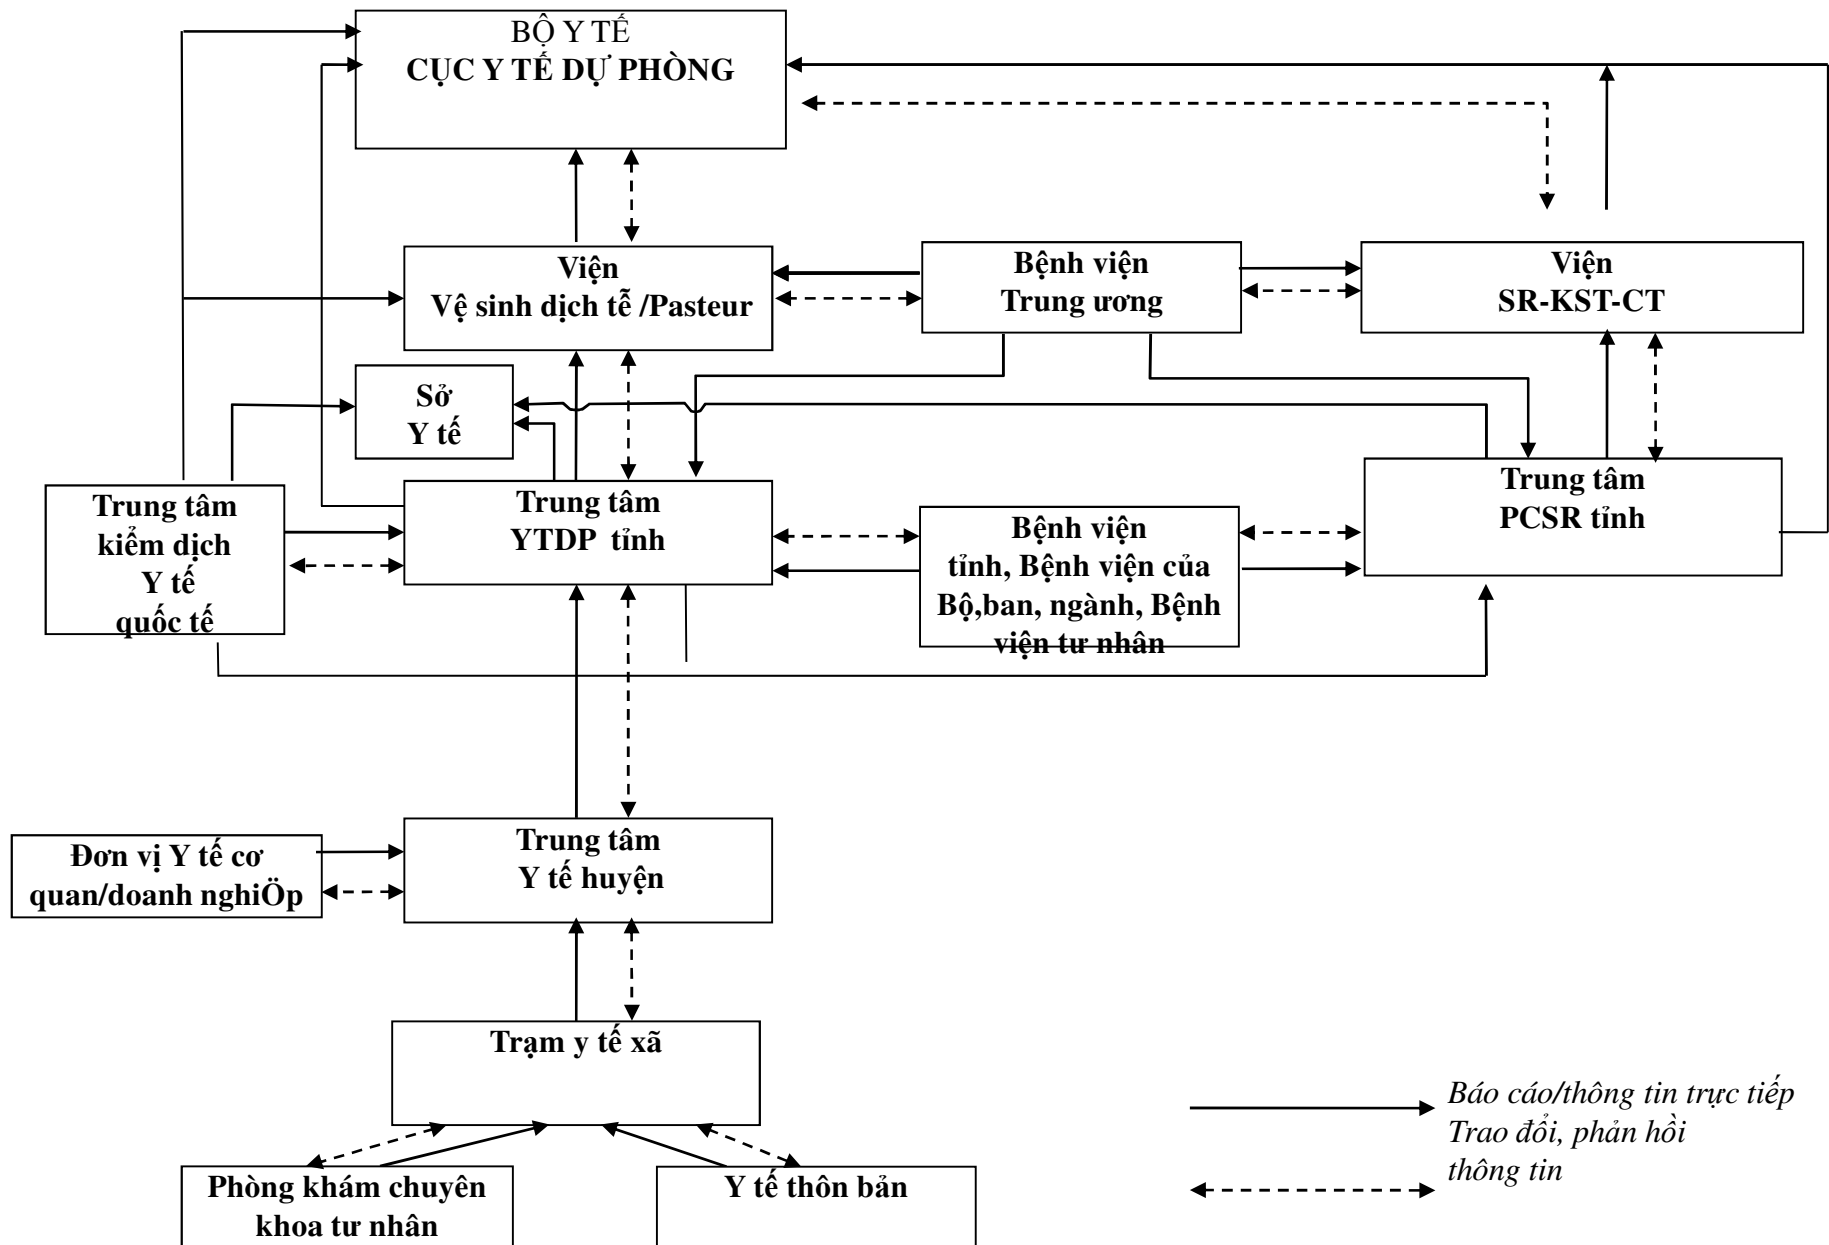 BỘ Y TẾ
CỤC Y TẾ DỰ PHÒNG
Viện
Vệ sinh dịch tễ /Pasteur
Bệnh viện
Trung ương
Viện
SR-KST-CT
Sở
Y tế
Trung tâm
kiểm dịch
Y tế
quốc tế
Trung tâm
YTDP tỉnh
Bệnh viện
tỉnh, Bệnh viện của
Bộ,ban, ngành, Bệnh
viện tư nhân
Trung tâm
PCSR tỉnh
Đơn vị Y tế cơ
quan/doanh nghiÖp
Trung tâm
Y tế huyện
Trạm y tế xã
Phòng khám chuyên
khoa tư nhân
Y tế thôn bản
Báo cáo/thông tin trực tiếp
Trao đổi, phản hồi
thông tin